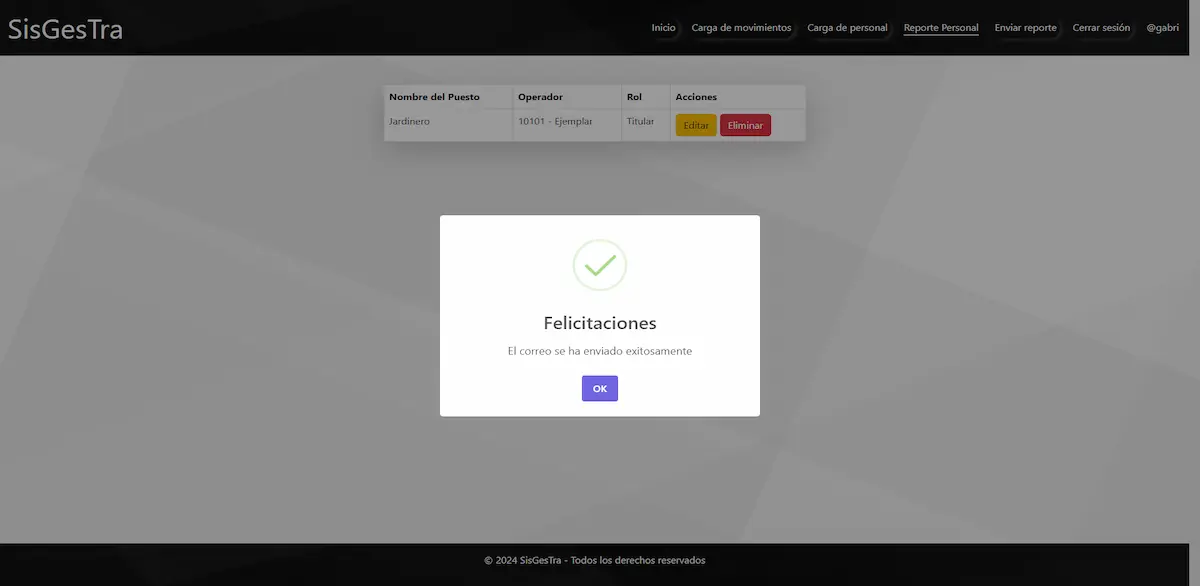 SisGesTra
Inicio Carga de movimientos Carga de personal Reporte Personal Enviar reporte Cerrar sesión @gabri
Nombre del Puesto Operador Rol Acciones
Jardinero 10101 - Ejemplar Titular Editar Eliminar
Felicitaciones
El correo se ha enviado exitosamente
OK
© 2024 SisGesTra - Todos los derechos reservados